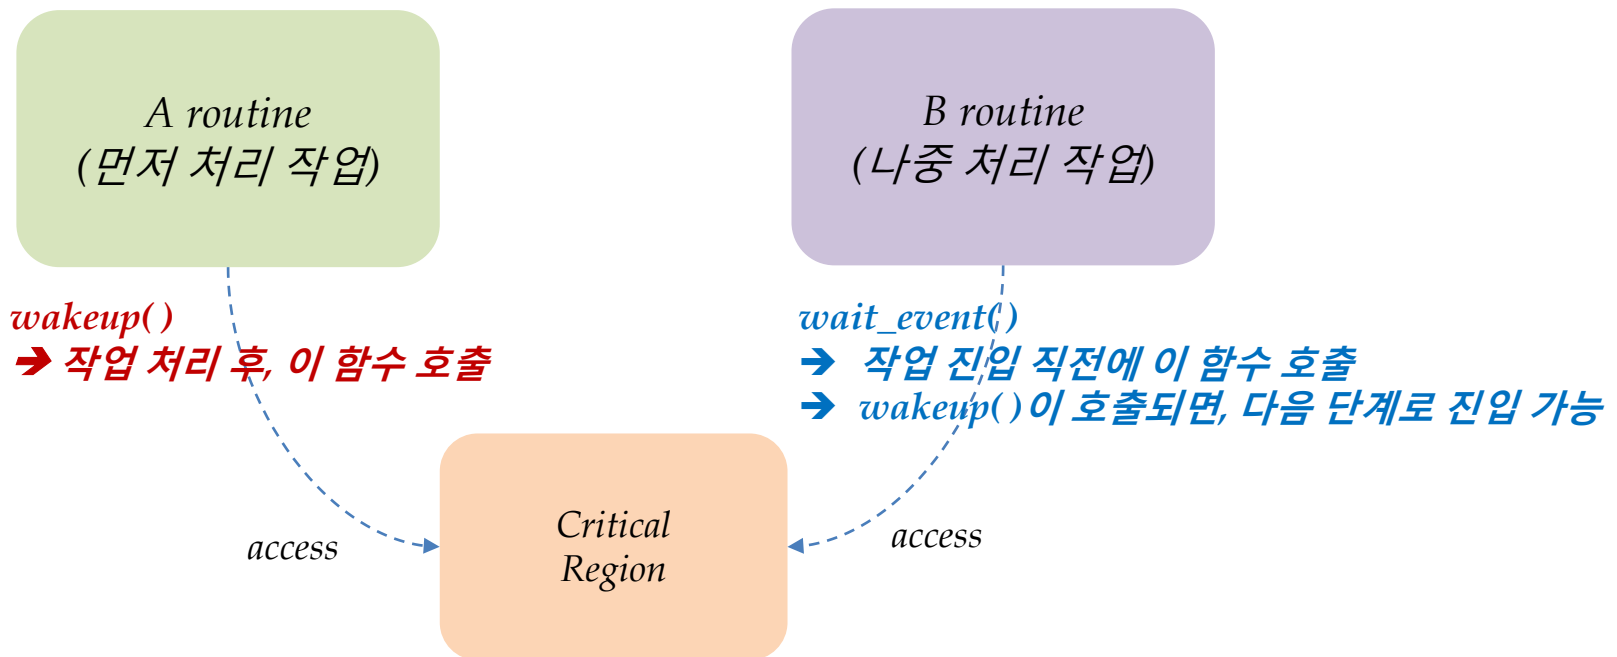 A routine
(먼저 처리 작업)
B routine
(나중 처리 작업)
wakeup( )
➔ 작업 처리 후, 이 함수 호출
wait_event( )
➔ 작업 진입 직전에 이 함수 호출
➔ wakeup( )이 호출되면, 다음 단계로 진입 가능
access
Critical
Region
access